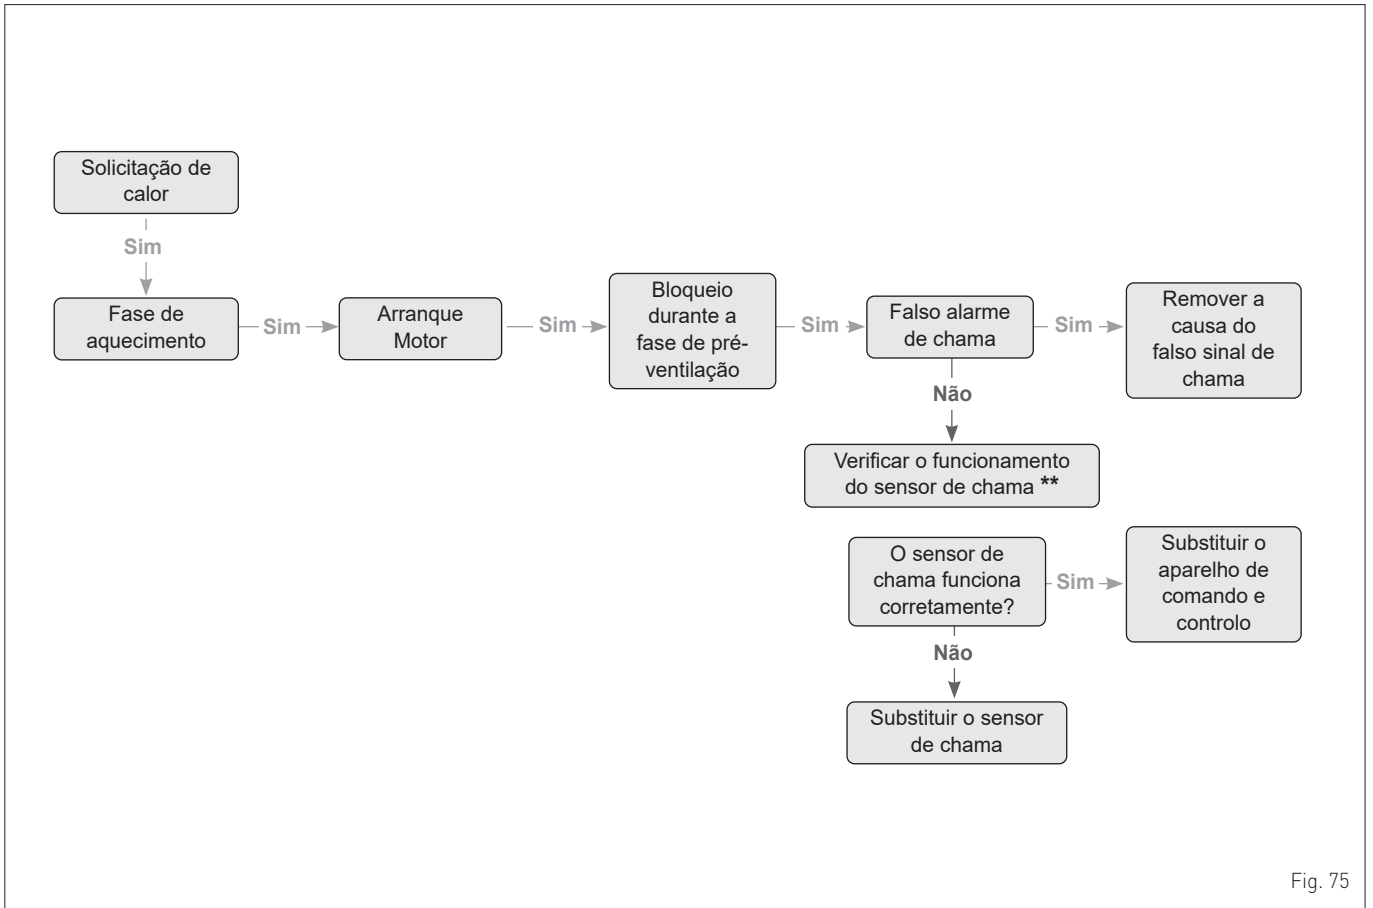 Solicitação de
calor
Sim
Fase de
aquecimento
Sim
Arranque
Motor
Sim
Bloqueio
durante a
fase de pré-
ventilação
Sim
Falso alarme
de chama
Sim
Remover a
causa do
falso sinal de
chama
Não
Verificar o funcionamento
do sensor de chama **
O sensor de
chama funciona
corretamente?
Sim
Substituir o
aparelho de
comando e
controlo
Não
Substituir o sensor
de chama
Fig. 75